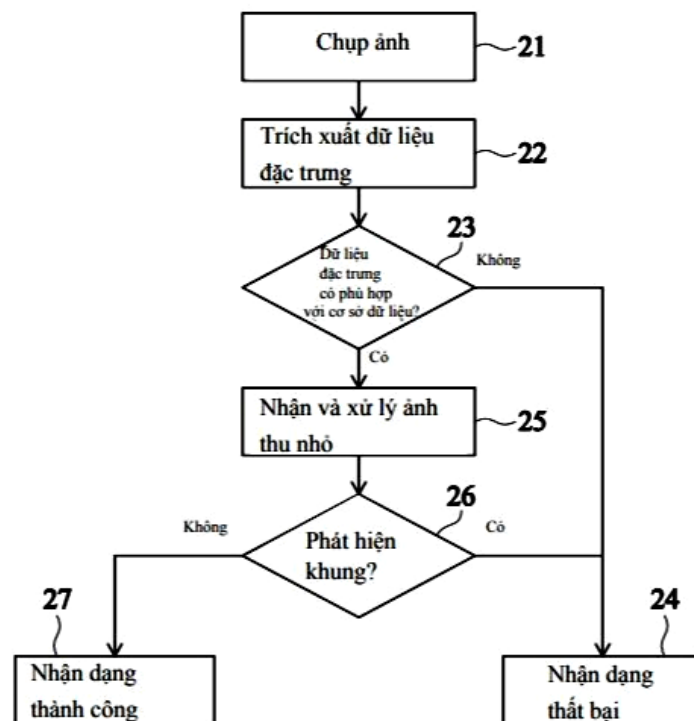 Chụp ảnh
21
Trích xuất dữ liệu
đặc trưng
22
23
Dữ liệu
đặc trưng
có phù hợp
với cơ sở dữ liệu?
Không
Có
Nhận và xử lý ảnh
thu nhỏ
25
26
Không
Có
Phát hiện
khung?
27
24
Nhận dạng
thành công
Nhận dạng
thất bại